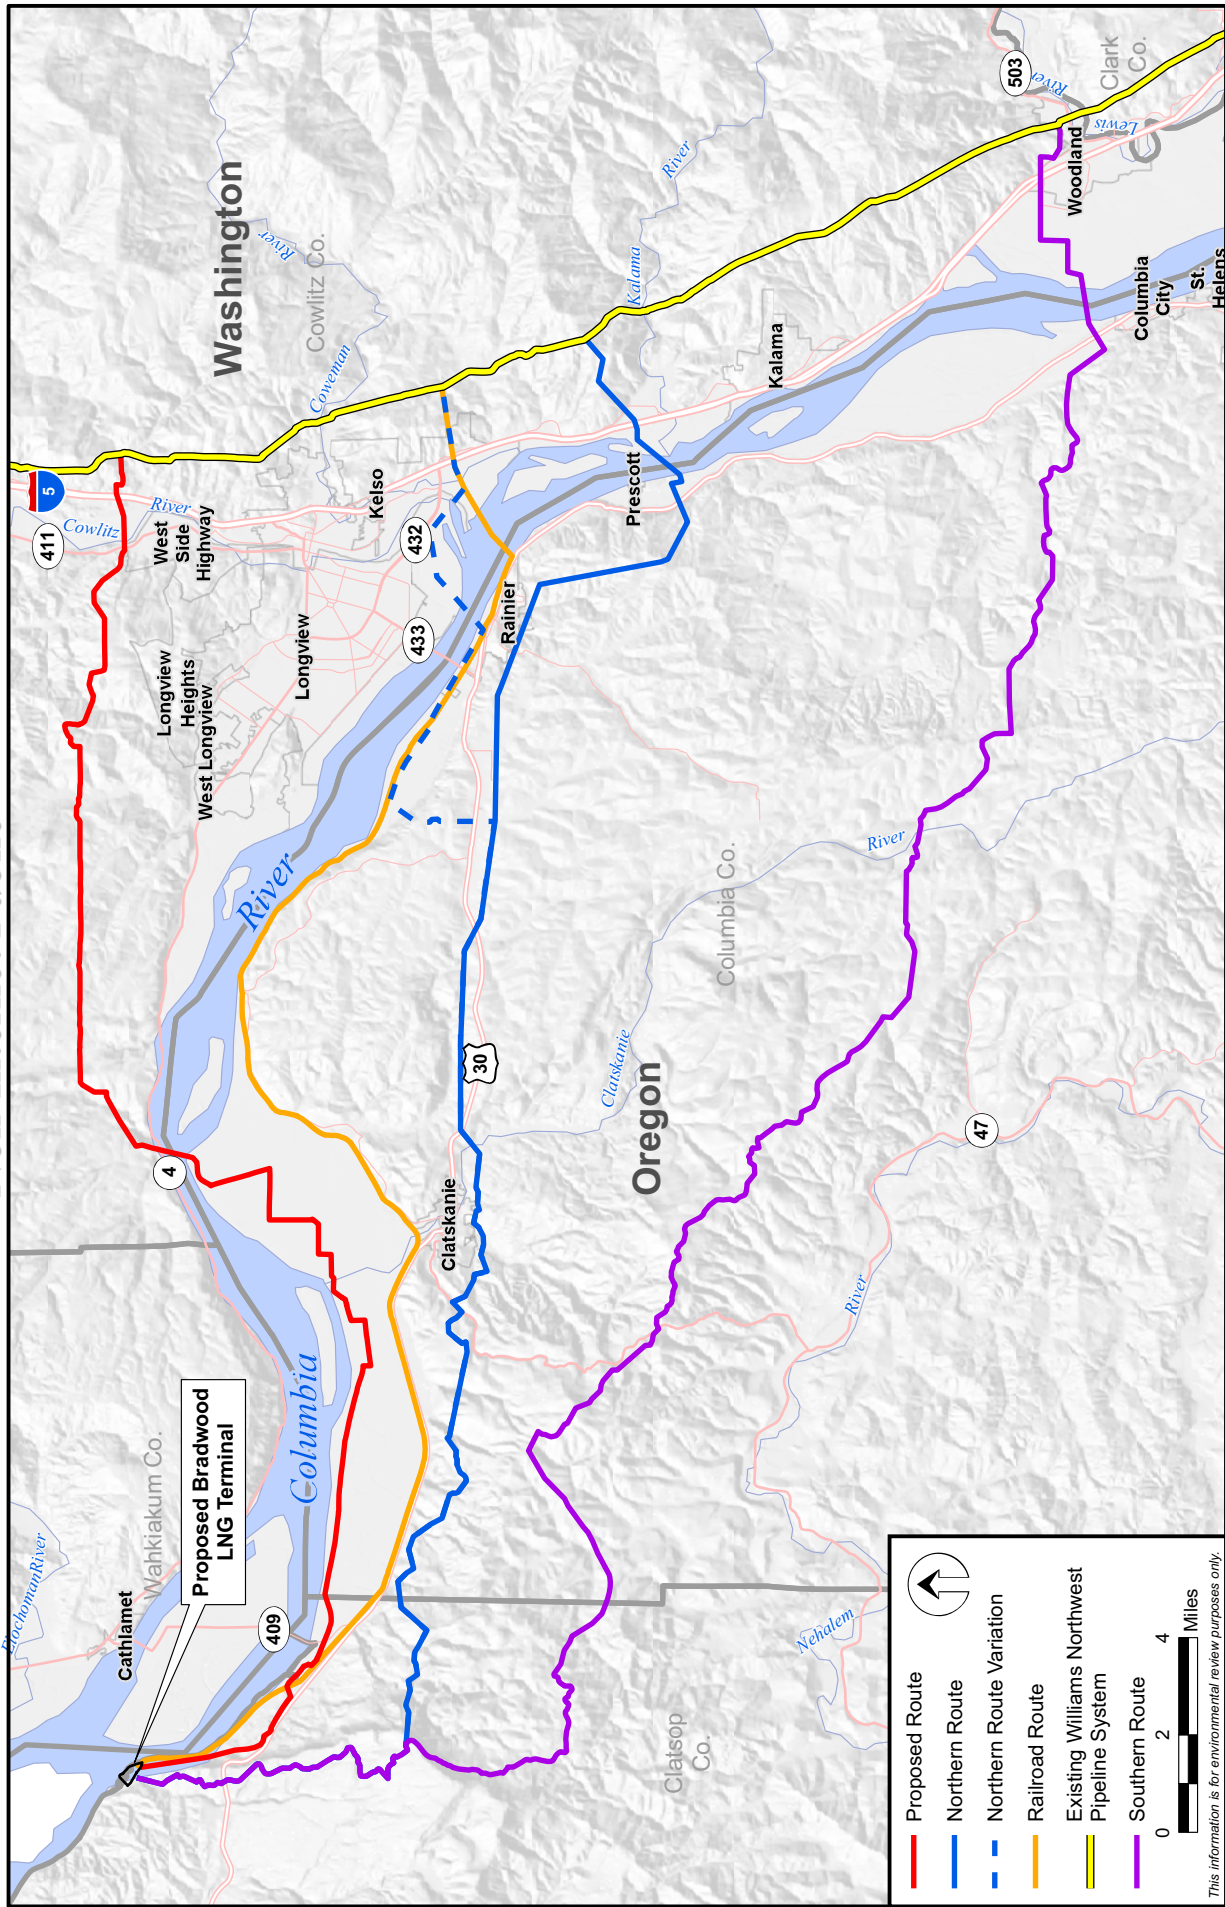 Washington
Cowlitz Co.
River
Coweman
River
Kalama
River
503
Lewis
River
Clark
Co.
Woodland
Columbia
City
St.
Helens
Kalama
Prescott
5
411
Cowlitz
River
West
Side
Highway
Kelso
432
433
Rainier
Longview
Longview
Heights
West Longview
River
30
Columbia Co.
River
Clatskanie
Oregon
47
4
Clatskanie
River
Columbia
Wahkiakum Co.
Proposed Bradwood
LNG Terminal
Cathlamet
409
Nehalem
Clatsop
Co.
Proposed Route
Northern Route
Northern Route Variation
Railroad Route
Existing Williams Northwest
Pipeline System
Southern Route
0
2
4
Miles
This information is for environmental review purposes only.